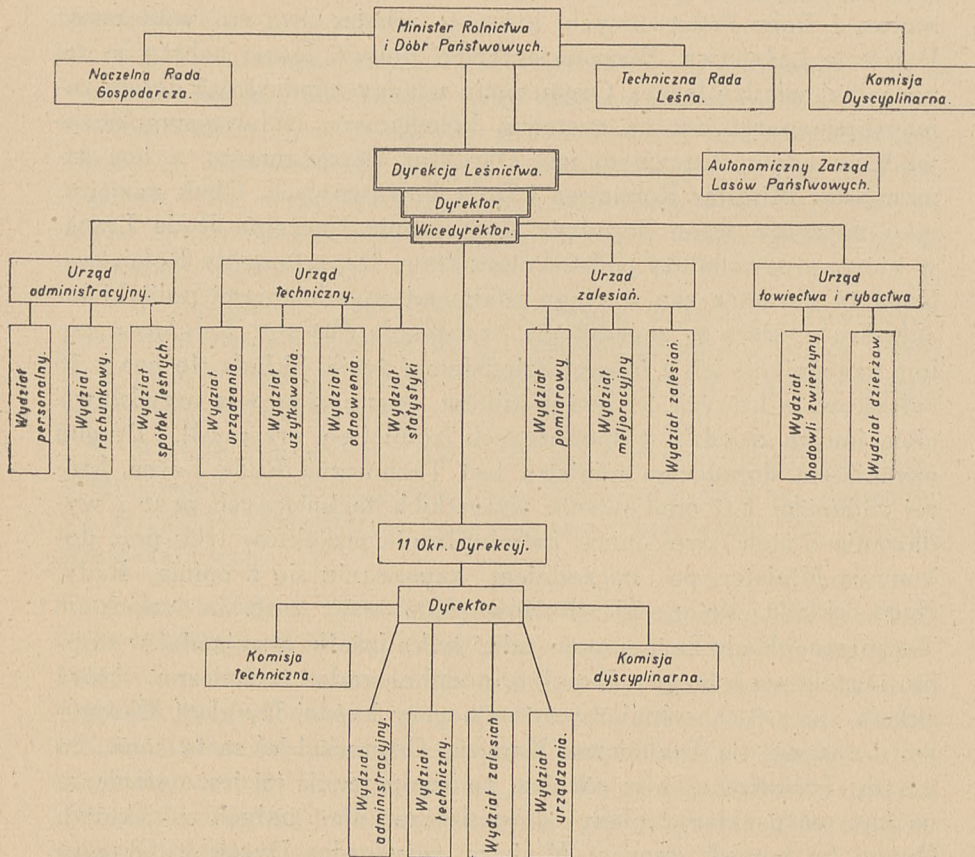 Minister Rolnictwa
i Dóbr Państwowych.
Naczelna Rada
Gospodarcza.
Techniczna Rada
Leśna.
Komisja
Dyscyplinarna.
Dyrekcja Leśnictwa.
Autonomiczny Zarząd
Lasów Państwowych.
Dyrektor.
Wicedyrektor.
Urząd
administracyjny.
Urząd
techniczny.
Urzad
zalesiań.
Urząd
łowiectwa i rybactwa
Wydział
personalny.
Wydział
rachunkowy.
Wydział
spółek leśnych.
Wydział
urządzania.
Wydział
użytkowania.
Wydział
odnowienia.
Wydział
statystyki
Wydział
pomiarowy
Wydział
meljoracyjny
Wydział zalesiań.
Wydział
hodowli zwierzyny
Wydział dzierżaw
11 Okr. Dyrekcyj.
Dyrektor
Komisja
techniczna.
Komisja
dyscyplinarna.
Wydział
administracyjny.
Wydział
techniczny.
Wydział zalesiań
Wydział
urządzania.